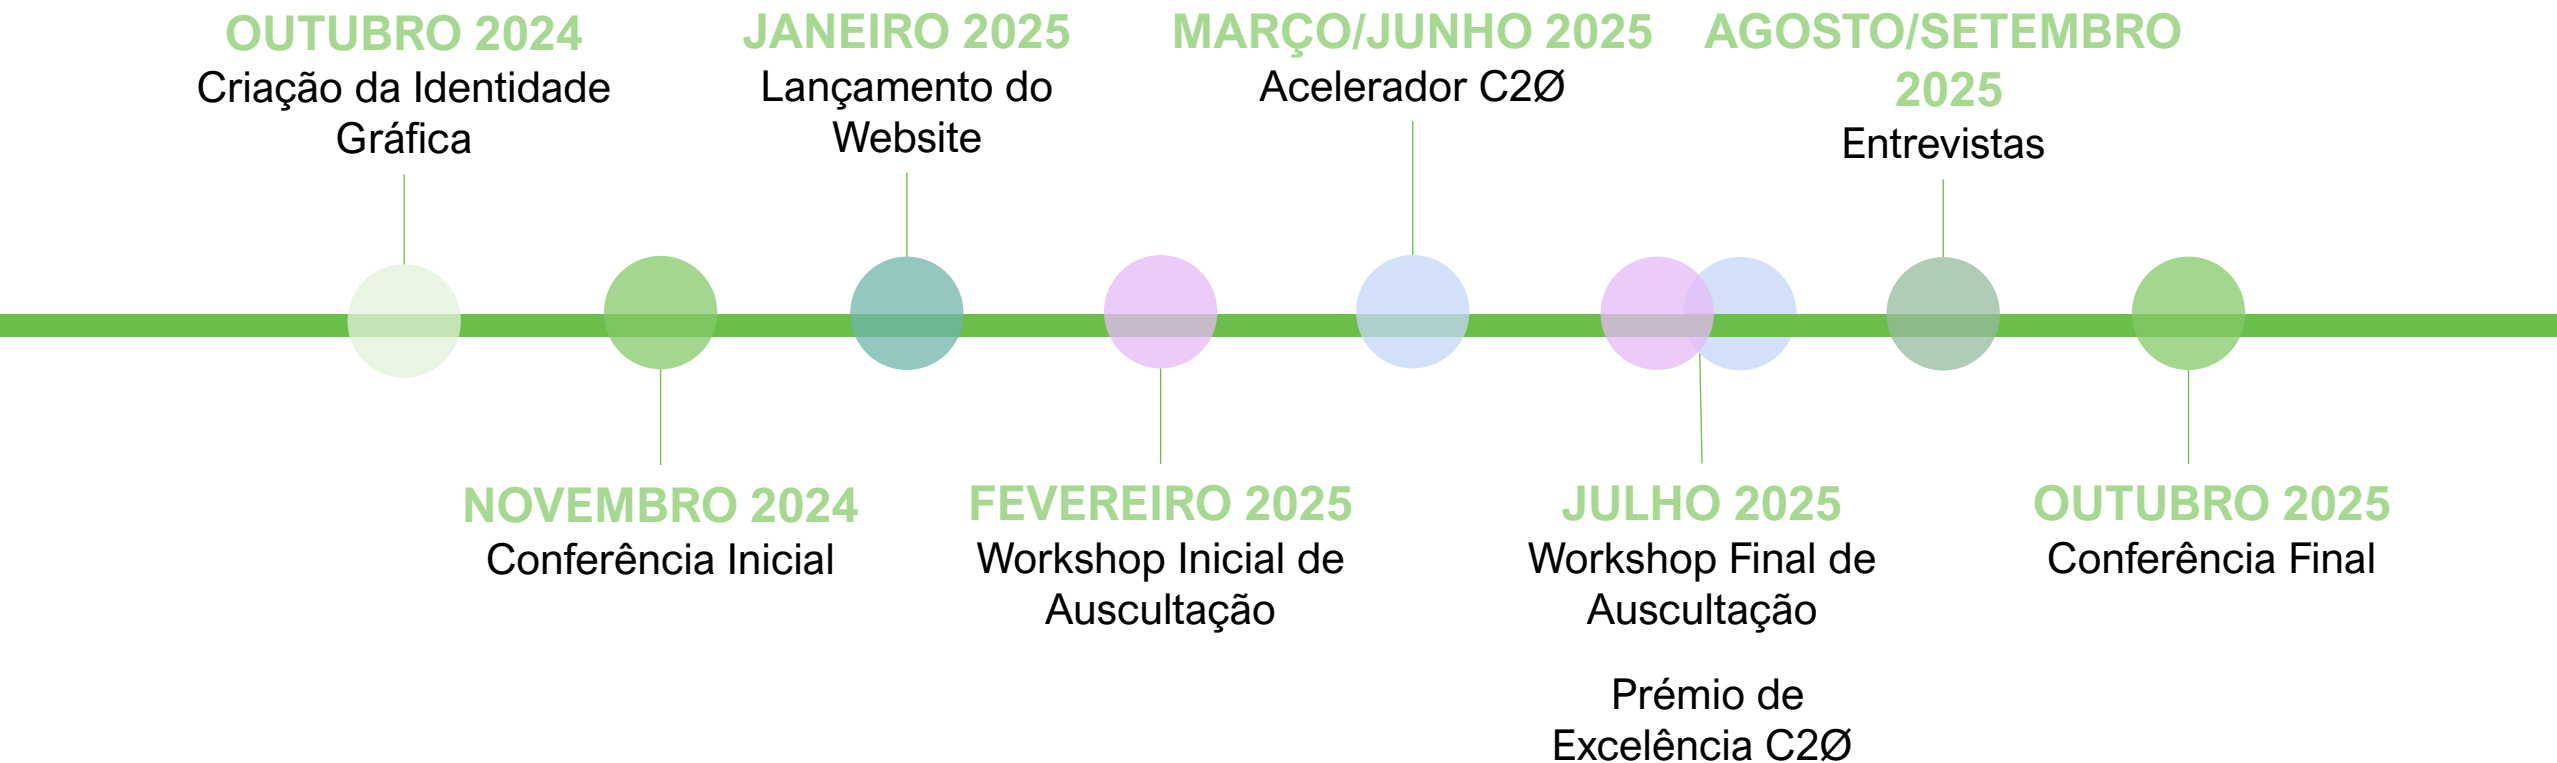 OUTUBRO 2024
Criação da Identidade
Gráfica
NOVEMBRO 2024
Conferência Inicial
JANEIRO 2025
Lançamento do
Website
FEVEREIRO 2025
Workshop Inicial de
Auscultação
MARÇO/JUNHO 2025
Acelerador C2Ø
JULHO 2025
Workshop Final de
Auscultação
Prémio de
Excelência C2Ø
AGOSTO/SETEMBRO
2025
Entrevistas
OUTUBRO 2025
Conferência Final